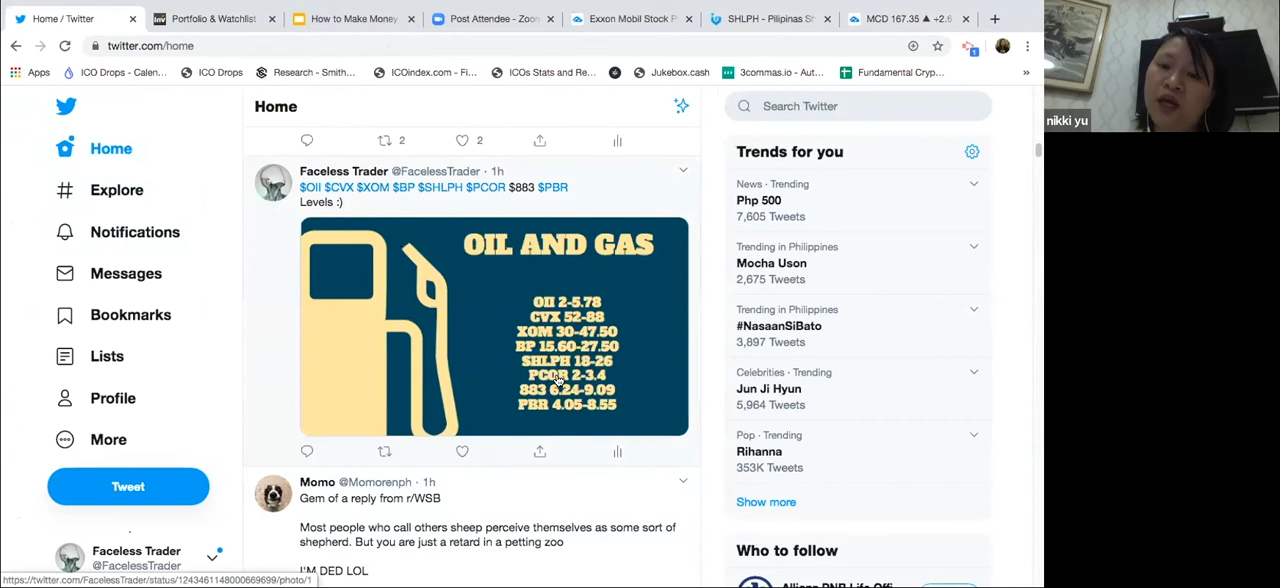 Home / Twitter
Portfolio & Watchlist
How to Make Money
Post Attendee - Zoo
Exxon Mobil Stock P
SHLPH - Pilipinas S
MCD 167.35 ▲ +2.6
twitter.com/home
Apps
ICO Drops - Calen...
ICO Drops
Research - Smith...
ICOindex.com - Fi...
ICOs Stats and Re...
Jukebox.cash
3commas.io - Aut...
Fundamental Cryp...
»
nikki yu
Home
Explore
Notifications
Messages
Bookmarks
Lists
Profile
More
Tweet
Faceless Trader
@FacelessTrader
https://twitter.com/FacelessTrader/status/1243461148000669699/photo/1
Home
2
2
Faceless Trader @FacelessTrader · 1h
$OII $CVX $XOM $BP $SHLPH $PCOR $883 $PBR
Levels :)
OIL AND GAS
OII 2-5.78
CVX 52-88
XOM 30-47.50
BP 15.60-27.50
SHLPH 18-26
PCOR 2-3.4
883 6.24-9.09
PBR 4.05-8.55
Momo @Momorenph · 1h
Gem of a reply from r/WSB
Most people who call others sheep perceive themselves as some sort of
shepherd. But you are just a retard in a petting zoo
I'M DED LOL
Search Twitter
Trends for you
News · Trending
Php 500
7,605 Tweets
Trending in Philippines
Mocha Uson
2,675 Tweets
Trending in Philippines
#NasaanSiBato
3,897 Tweets
Celebrities · Trending
Jun Ji Hyun
5,964 Tweets
Pop · Trending
Rihanna
353K Tweets
Show more
Who to follow